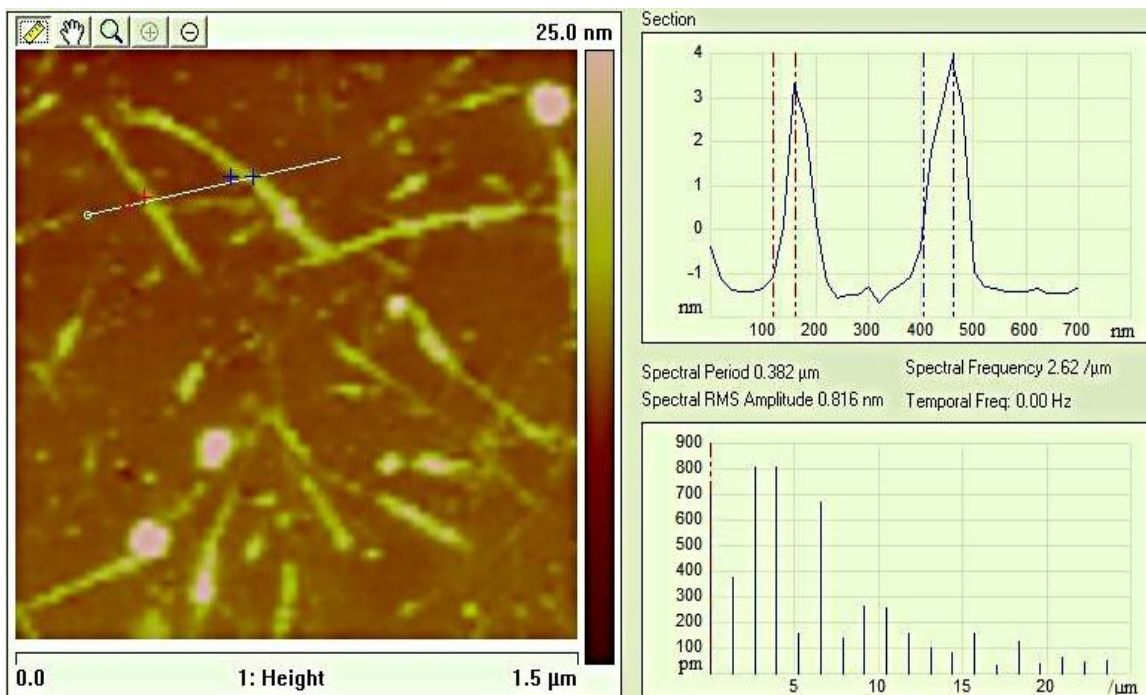 25.0 nm
0.0 1: Height 1.5 µm
Section
4
3
2
1
0
-1
nm
100 200 300 400 500 600 700 nm
Spectral Period 0.382 µm Spectral Frequency 2.62 /µm
Spectral RMS Amplitude 0.816 nm Temporal Freq: 0.00 Hz
900
800
700
600
500
400
300
200
100
pm
5 10 15 20 /µm